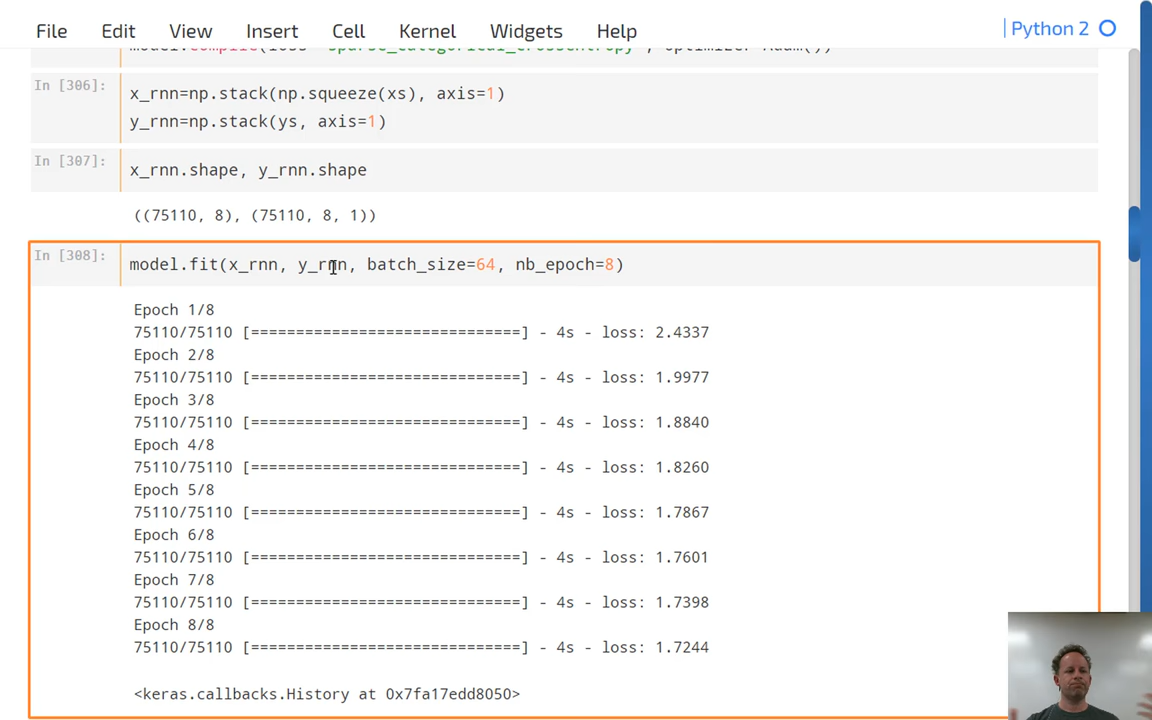 File Edit View Insert Cell Kernel Widgets Help | Python 2
In [306]:
x_rnn=np.stack(np.squeeze(xs), axis=1)
y_rnn=np.stack(ys, axis=1)
In [307]:
x_rnn.shape, y_rnn.shape
((75110, 8), (75110, 8, 1))
In [308]:
model.fit(x_rnn, y_rnn, batch_size=64, nb_epoch=8)
Epoch 1/8
75110/75110 [==============================] - 4s - loss: 2.4337
Epoch 2/8
75110/75110 [==============================] - 4s - loss: 1.9977
Epoch 3/8
75110/75110 [==============================] - 4s - loss: 1.8840
Epoch 4/8
75110/75110 [==============================] - 4s - loss: 1.8260
Epoch 5/8
75110/75110 [==============================] - 4s - loss: 1.7867
Epoch 6/8
75110/75110 [==============================] - 4s - loss: 1.7601
Epoch 7/8
75110/75110 [==============================] - 4s - loss: 1.7398
Epoch 8/8
75110/75110 [==============================] - 4s - loss: 1.7244
<keras.callbacks.History at 0x7fa17edd8050>